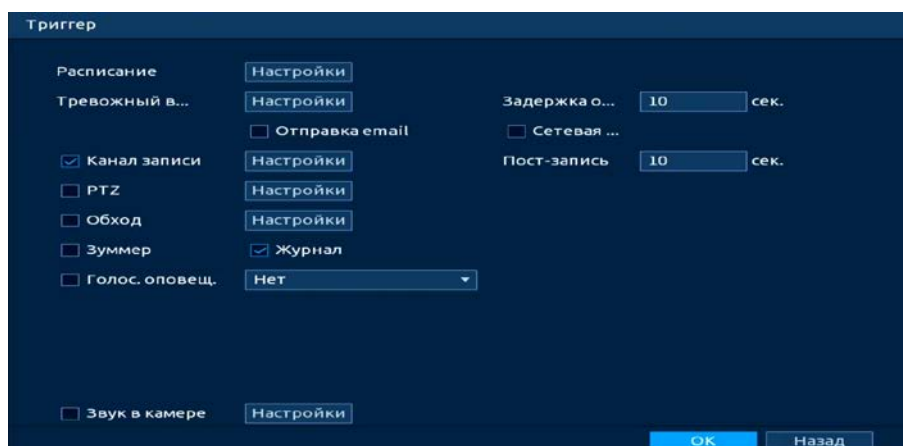 Триггер
Расписание Настройки
Тревожный в... Настройки Задержка о... 10 сек.
Отправка email Сетевая ...
Канал записи Настройки Пост-запись 10 сек.
PTZ Настройки
Обход Настройки
Зуммер Журнал
Голос. оповещ. Нет
Звук в камере Настройки
OK Назад